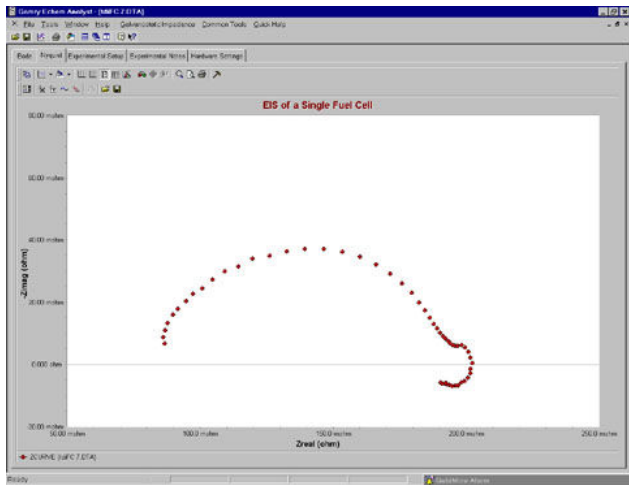 Gamry Echem Analyst - [hfiFC 7.DTA]
File Tools Window Help Galvanostatic Impedance Common Tools Quick Help
Bode Nyquist Experimental Setup Experimental Notes Hardware Settings
EIS of a Single Fuel Cell
80.00 mohm
60.00 mohm
40.00 mohm
20.00 mohm
0.000 ohm
-20.00 mohm
-Zimag (ohm)
50.00 mohm 100.0 mohm 150.0 mohm 200.0 mohm 250.0 mohm
Zreal (ohm)
ZCURVE (hfiFC 7.DTA)
Ready